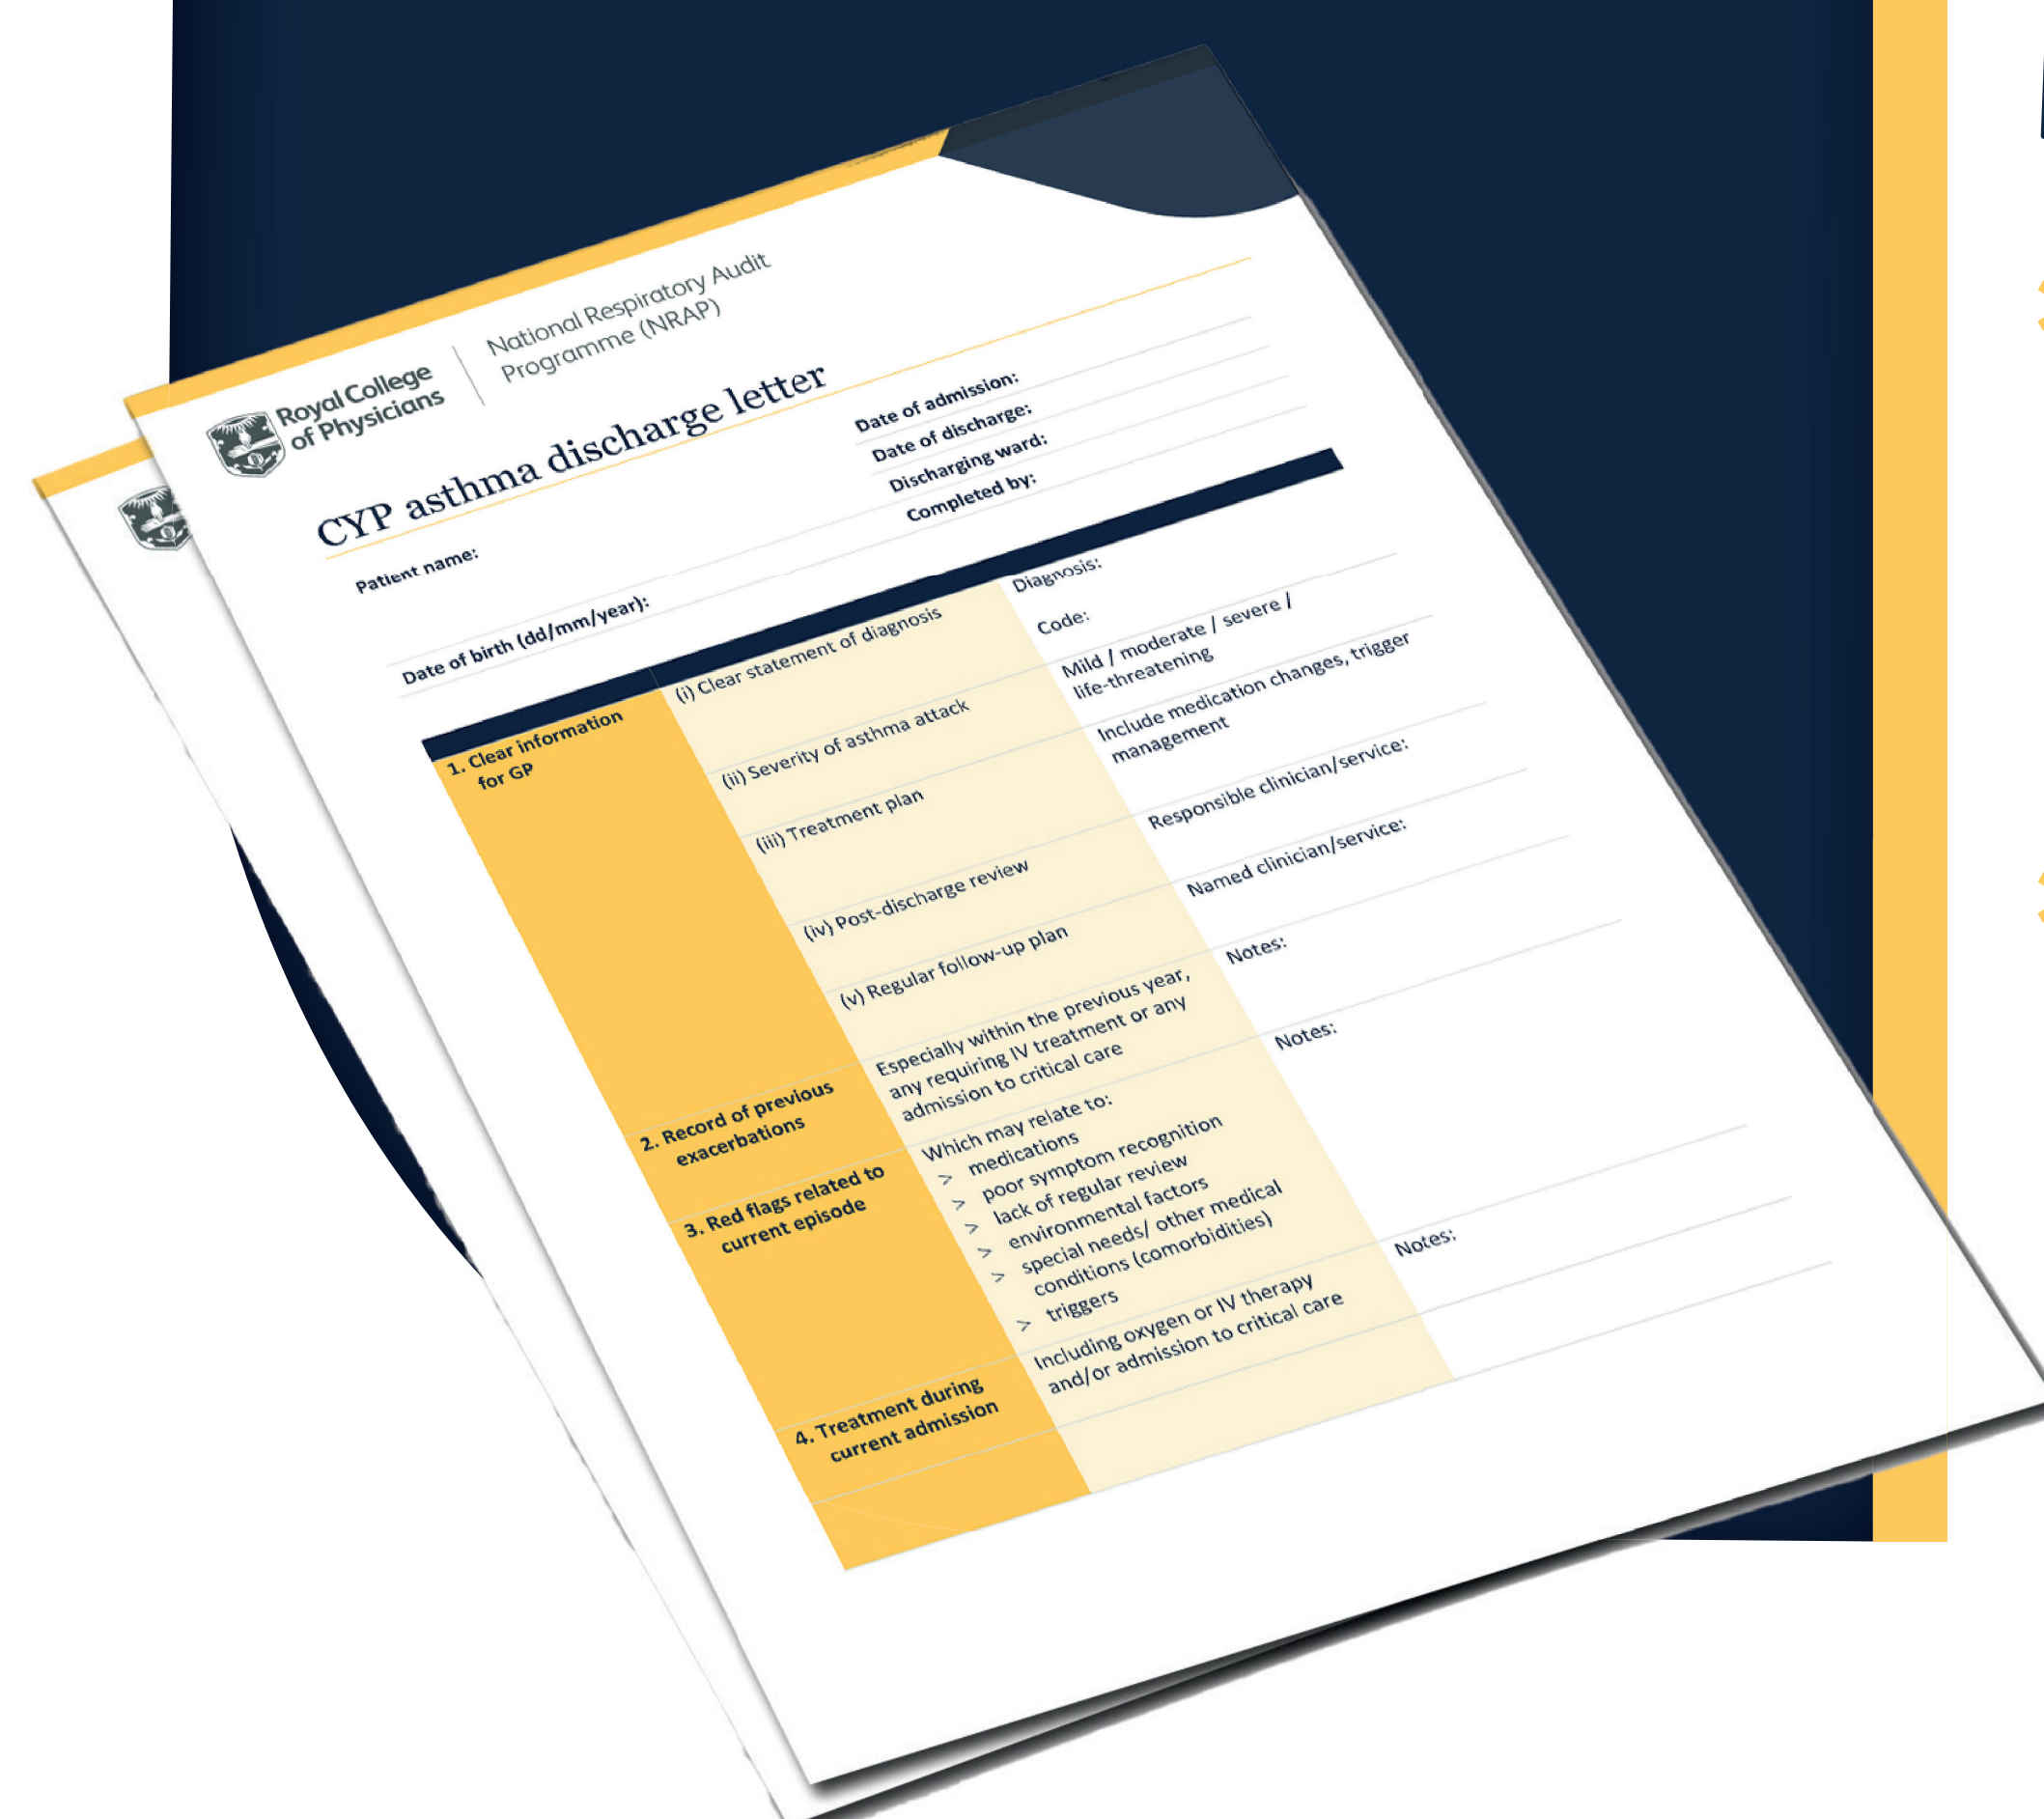 Royal College
of Physicians
National Respiratory Audit
Programme (NRAP)
CYP asthma discharge letter
Patient name:
Date of birth (dd/mm/year):
Date of admission:
Date of discharge:
Discharging ward:
Completed by:
1. Clear information
for GP
(i) Clear statement of diagnosis
Diagnosis:
Code:
(ii) Severity of asthma attack
Mild / moderate / severe /
life-threatening
(iii) Treatment plan
Include medication changes, trigger
management
(iv) Post-discharge review
Responsible clinician/service:
(v) Regular follow-up plan
Named clinician/service:
2. Record of previous
exacerbations
Especially within the previous year,
any requiring IV treatment or any
admission to critical care
Notes:
3. Red flags related to
current episode
Which may relate to:
> medications
> poor symptom recognition
> lack of regular review
> environmental factors
> special needs/ other medical
conditions (comorbidities)
> triggers
Notes:
4. Treatment during
current admission
Including oxygen or IV therapy
and/or admission to critical care
Notes: